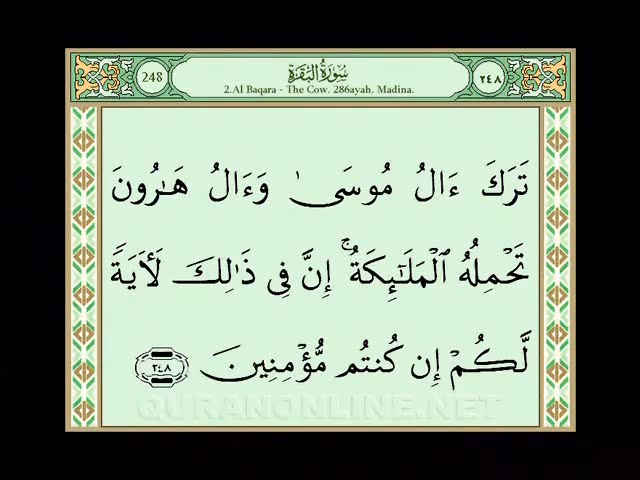 248
سُورَةُ البَقَرَةِ
٢٤٨
2.Al Baqara - The Cow. 286ayah. Madina.
تَرَكَ ءَالُ مُوسَىٰ وَءَالُ هَـٰرُونَ
تَحْمِلُهُ ٱلْمَلَـٰٓئِكَةُ ۚ إِنَّ فِى ذَٰلِكَ لَـَٔايَةً
لَّكُمْ إِن كُنتُم مُّؤْمِنِينَ ٢٤٨
QURANONLINE.NET